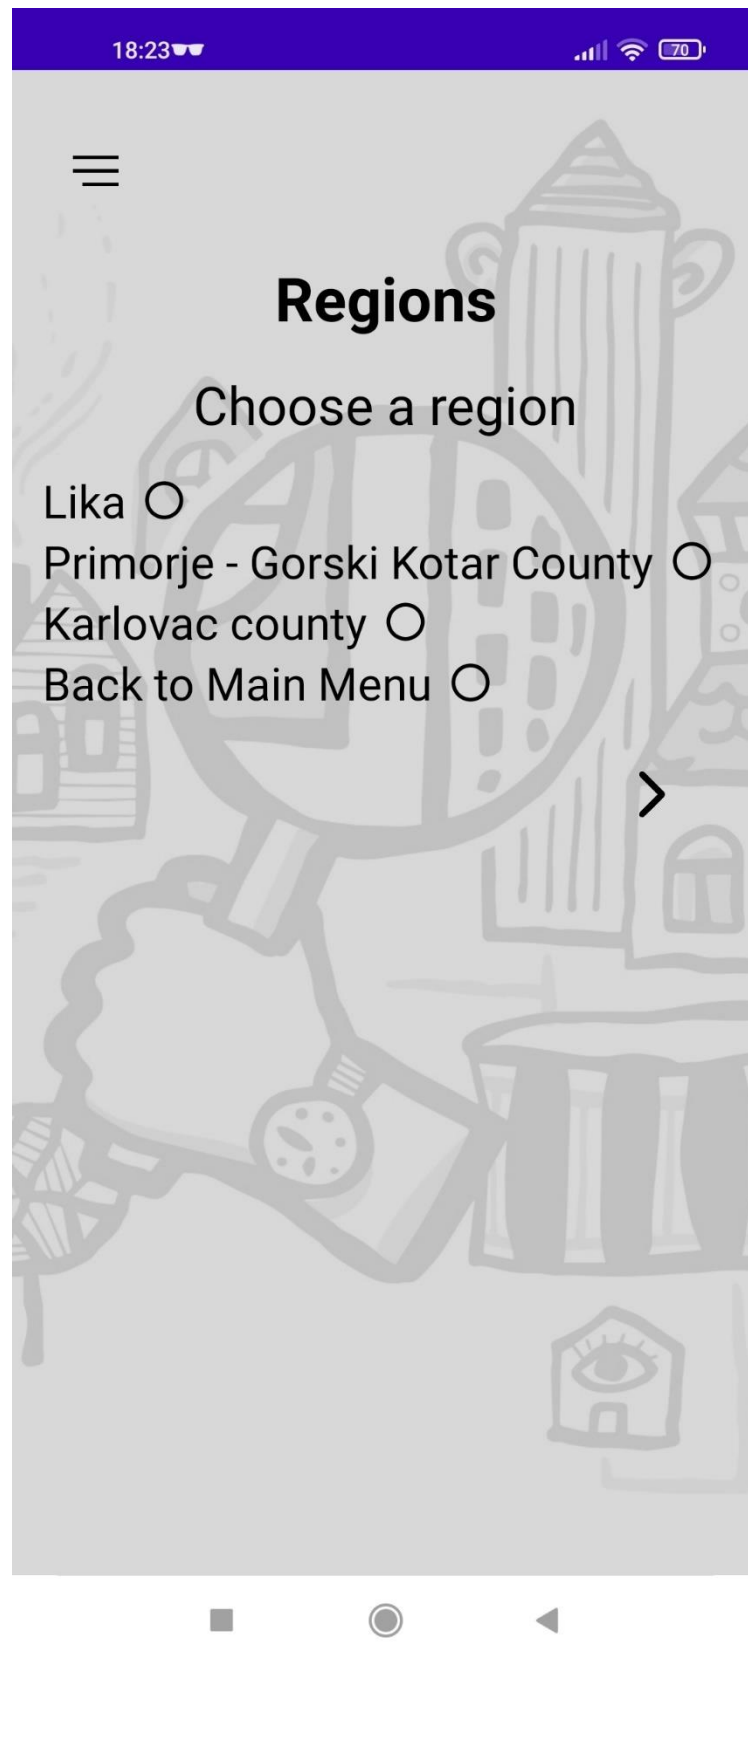 18:23
70
Regions
Choose a region
Lika
Primorje - Gorski Kotar County
Karlovac county
Back to Main Menu